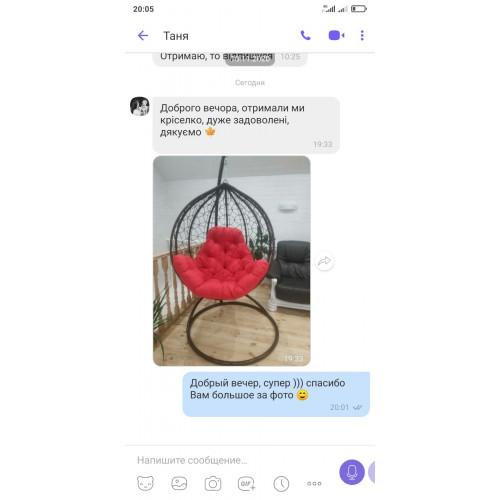 20:05
Таня
Отримаю, то
10:25
Сегодня
Доброго вечора, отримали ми
кріселко, дуже задоволені,
дякуємо
19:33
19:33
Добрый вечер, супер ))) спасибо
Вам большое за фото
20:01
Напишите сообщение...
GIF+